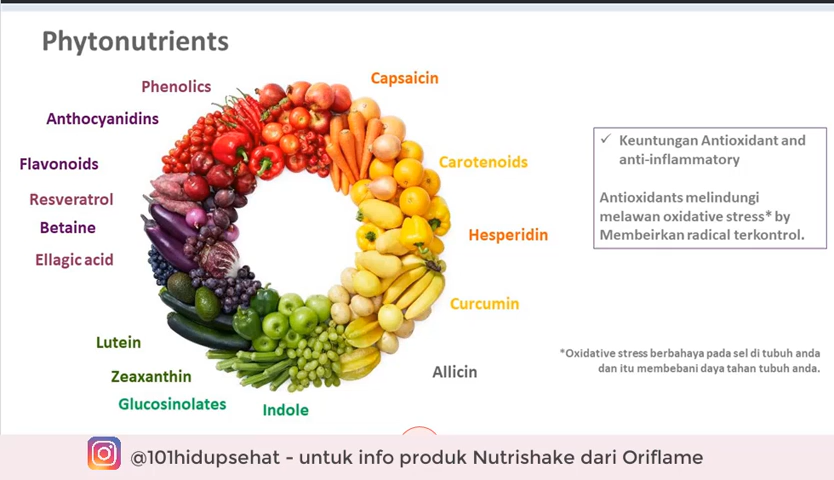 Phytonutrients
Phenolics
Capsaicin
Anthocyanidins
Flavonoids
Carotenoids
Resveratrol
Betaine
Hesperidin
Ellagic acid
Curcumin
Lutein
Allicin
Zeaxanthin
Glucosinolates
Indole
✓ Keuntungan Antioxidant and
anti-inflammatory
Antioxidants melindungi
melawan oxidative stress* by
Membeirkan radical terkontrol.
*Oxidative stress berbahaya pada sel di tubuh anda
dan itu membebani daya tahan tubuh anda.
@101hidupsehat - untuk info produk Nutrishake dari Oriflame